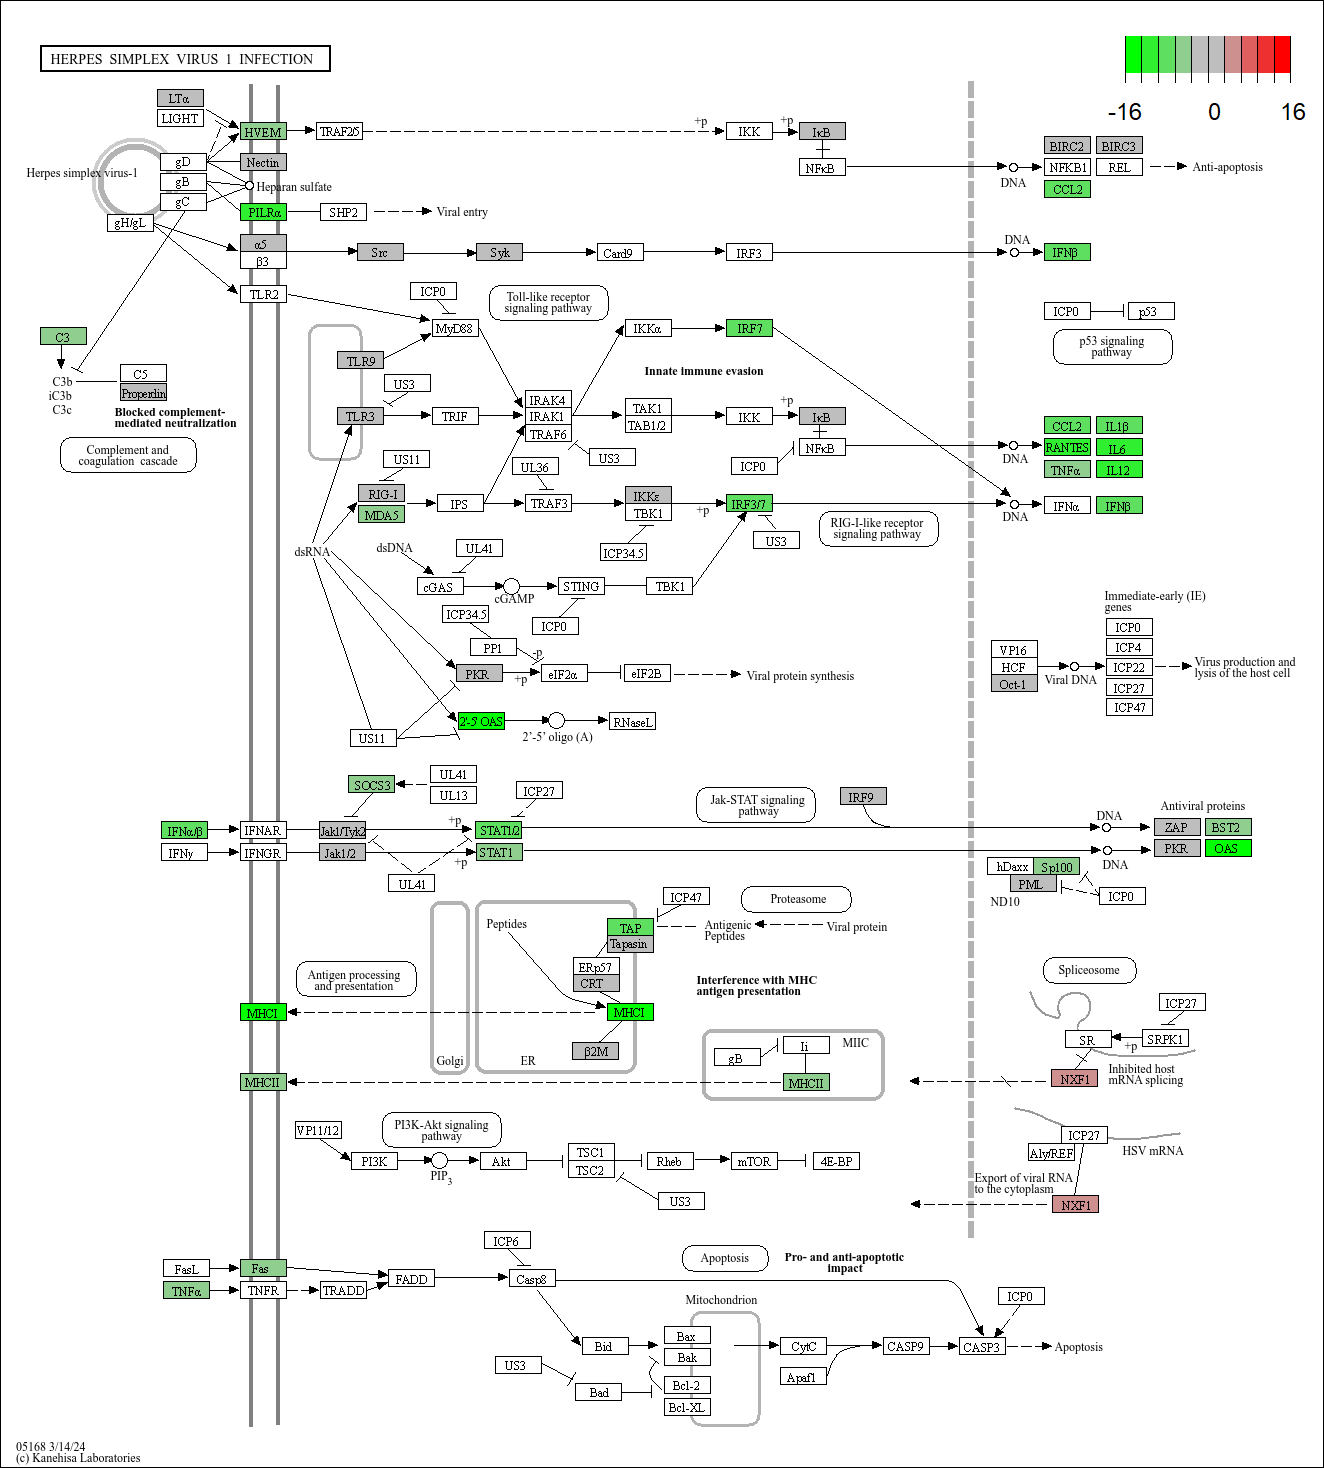 HERPES SIMPLEX VIRUS 1 INFECTION
-16
0
16
LTα
LIGHT
HVEM
TRAF2/5
+p
IKK
+p
IκB
NFκB
Herpes simplex virus-1
gD
gB
gC
gH/gL
Nectin
Heparan sulfate
PILRα
SHP2
Viral entry
DNA
BIRC2
BIRC3
NFKB1
REL
CCL2
Anti-apoptosis
α5
β3
Src
Syk
Card9
IRF3
DNA
IFNβ
TLR2
ICP0
MyD88
Toll-like receptor
signaling pathway
IKKα
IRF7
ICP0
p53
p53 signaling
pathway
C3
C3b
iC3b
C3c
C5
Properdin
Blocked complement-
mediated neutralization
Complement and
coagulation cascade
TLR9
TLR3
US3
TRIF
IRAK4
IRAK1
TRAF6
Innate immune evasion
TAK1
TAB1/2
IKK
+p
IκB
NFκB
ICP0
US3
DNA
CCL2
IL1β
RANTES
IL6
TNFα
IL12
US11
RIG-I
MDA5
IPS
UL36
TRAF3
IKKε
TBK1
+p
IRF3/7
ICP34.5
US3
RIG-I-like receptor
signaling pathway
DNA
IFNα
IFNβ
dsRNA
dsDNA
UL41
cGAS
cGAMP
STING
TBK1
ICP0
ICP34.5
PP1
-p
PKR
+p
eIF2α
eIF2B
Viral protein synthesis
2'-5' OAS
2'-5' oligo (A)
RNaseL
US11
Immediate-early (IE)
genes
VP16
HCF
Oct-1
Viral DNA
ICP0
ICP4
ICP22
ICP27
ICP47
Virus production and
lysis of the host cell
SOCS3
UL41
UL13
ICP27
Jak-STAT signaling
pathway
IRF9
Antiviral proteins
IFNα/β
IFNAR
Jak1/Tyk2
+p
STAT1/2
DNA
ZAP
BST2
IFNγ
IFNGR
Jak1/2
+p
STAT1
DNA
PKR
OAS
UL41
hDaxx
Sp100
PML
ND10
ICP0
Peptides
ICP47
TAP
Tapasin
Antigenic
Peptides
Proteasome
Viral protein
ERp57
CRT
MHCI
β2M
Antigen processing
and presentation
MHCI
Golgi
ER
Interference with MHC
antigen presentation
MIIC
gB
Ii
MHCII
MHCII
Spliceosome
ICP27
SR
+p
SRPK1
NXF1
Inhibited host
mRNA splicing
VP11/12
PI3K-Akt signaling
pathway
PI3K
PIP3
Akt
TSC1
TSC2
Rheb
mTOR
4E-BP
US3
ICP27
Aly/REF
HSV mRNA
Export of viral RNA
to the cytoplasm
NXF1
FasL
Fas
TNFα
TNFR
TRADD
FADD
ICP6
Casp8
Apoptosis
Pro- and anti-apoptotic
impact
Mitochondrion
Bid
Bax
Bak
Bcl-2
Bcl-XL
US3
Bad
CytC
Apaf1
CASP9
CASP3
ICP0
Apoptosis
05168 3/14/24
(c) Kanehisa Laboratories